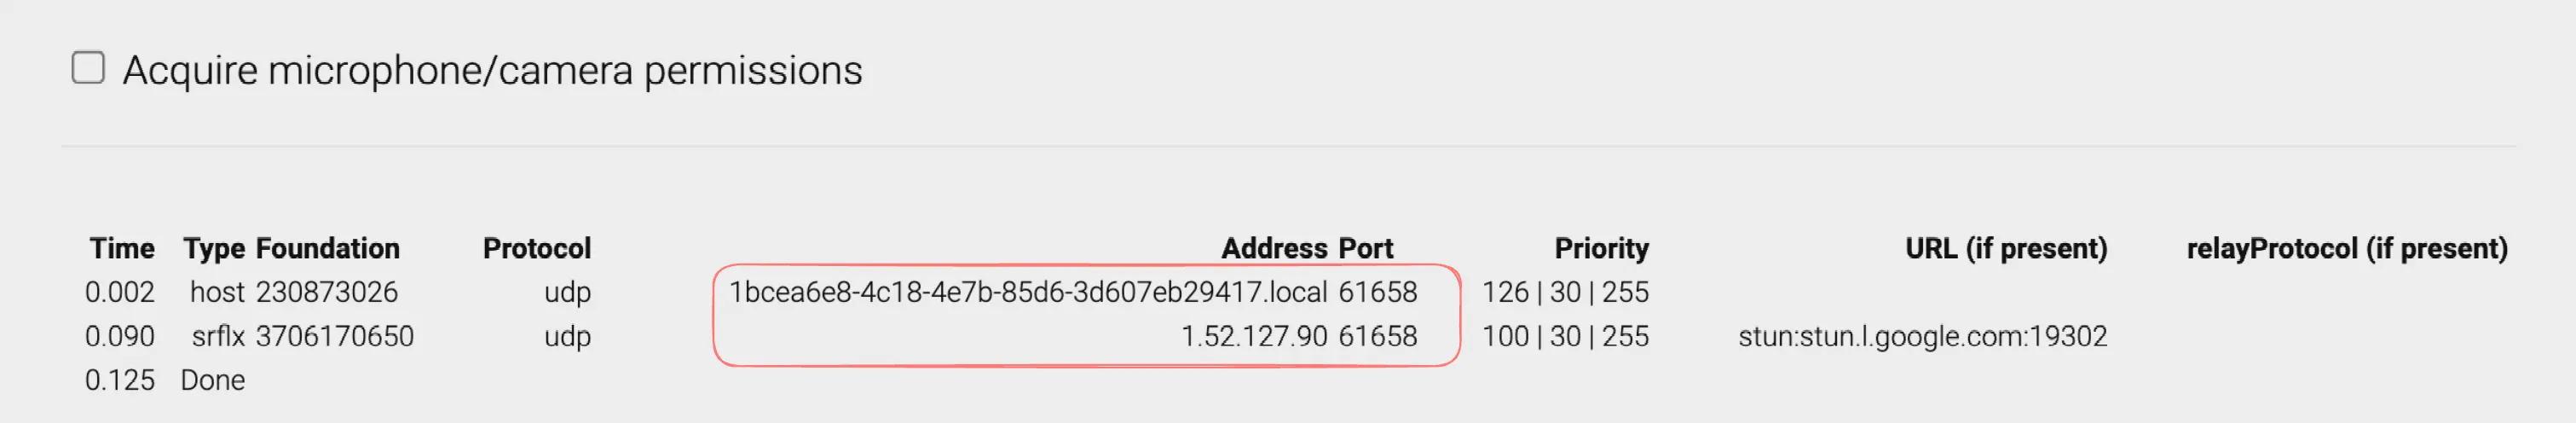 Acquire microphone/camera permissions
Time Type Foundation Protocol Address Port Priority URL (if present) relayProtocol (if present)
0.002 host 230873026 udp 1bcea6e8-4c18-4e7b-85d6-3d607eb29417.local 61658 126 | 30 | 255
0.090 srflx 3706170650 udp 1.52.127.90 61658 100 | 30 | 255 stun:stun.l.google.com:19302
0.125 Done